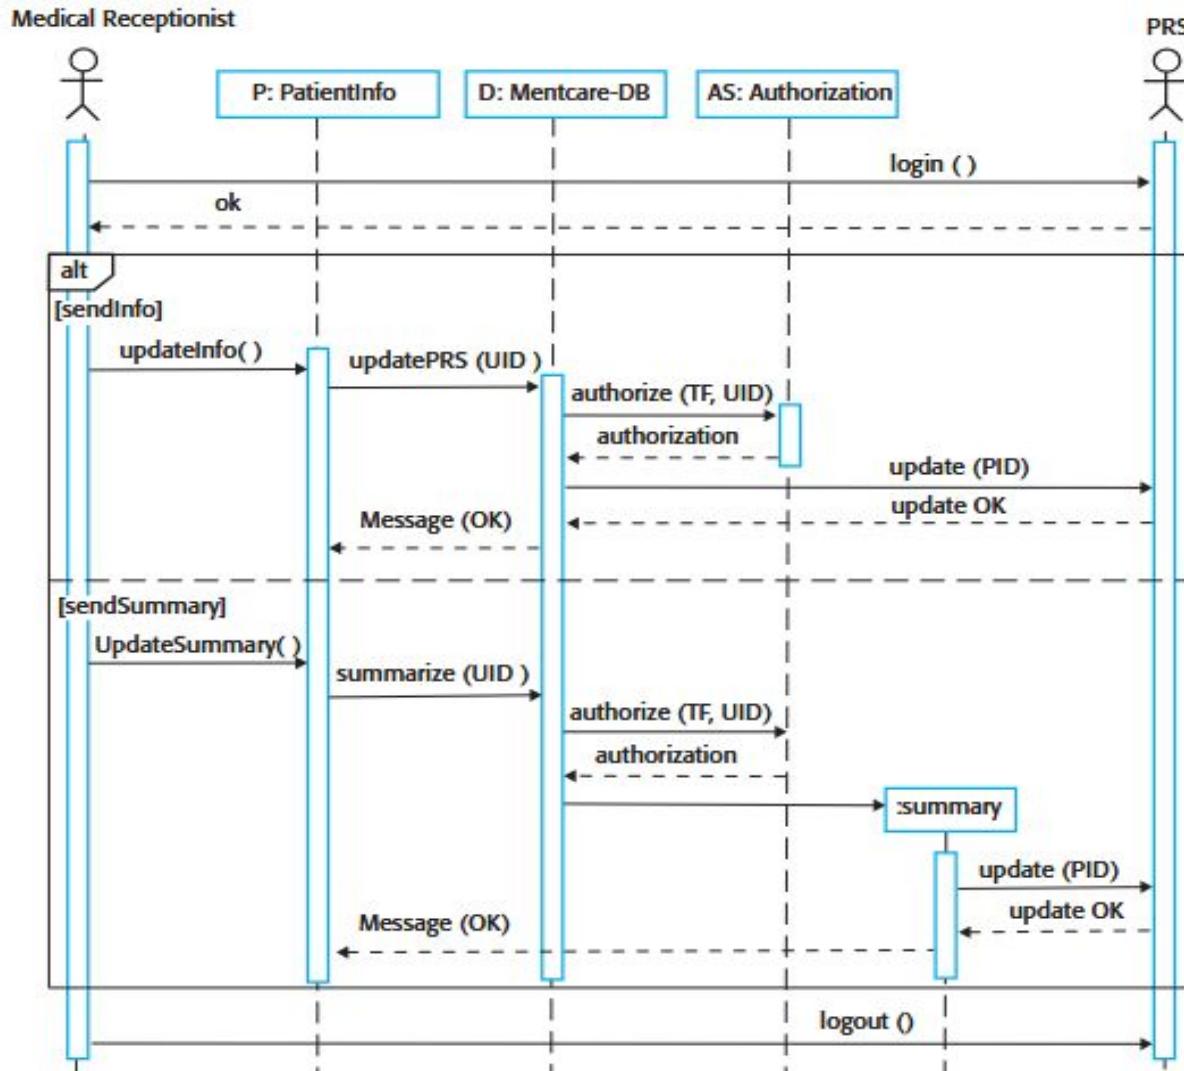 Medical Receptionist
PRS
P: PatientInfo
D: Mentcare-DB
AS: Authorization
login ( )
ok
alt
[sendInfo]
updateInfo( )
updatePRS (UID )
authorize (TF, UID)
authorization
update (PID)
update OK
Message (OK)
[sendSummary]
UpdateSummary( )
summarize (UID )
authorize (TF, UID)
authorization
:summary
update (PID)
update OK
Message (OK)
logout ()